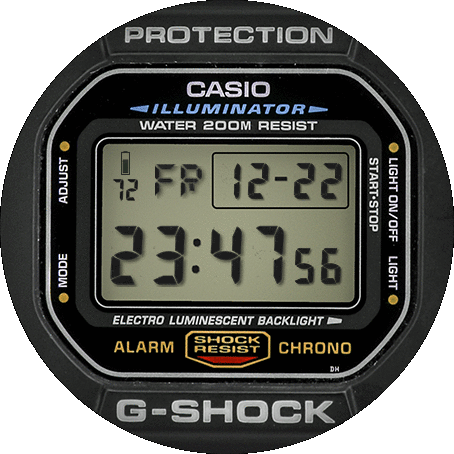 PROTECTION
CASIO
ILLUMINATOR
WATER 200M RESIST
ADJUST
MODE
72
FR 12-22
23:47 56
LIGHT ON/OFF
START·STOP
LIGHT
ELECTRO LUMINESCENT BACKLIGHT
ALARM SHOCK RESIST CHRONO
DH
G-SHOCK